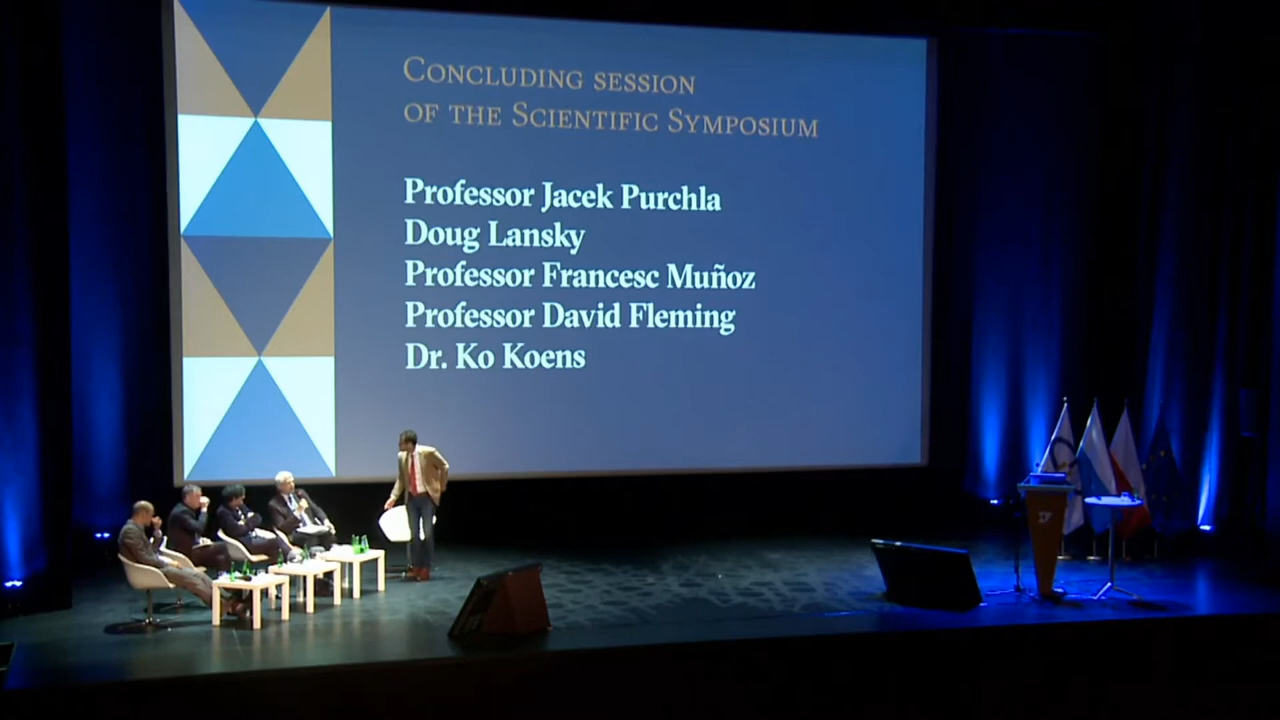 CONCLUDING SESSION
OF THE SCIENTIFIC SYMPOSIUM
Professor Jacek Purchla
Doug Lansky
Professor Francesc Muñoz
Professor David Fleming
Dr. Ko Koens